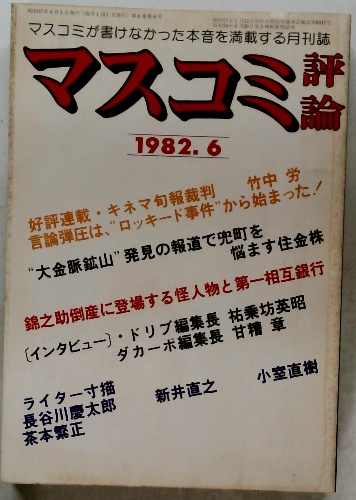 マスコミが書けなかった本音を満載する月刊誌
マスコミ評論
1982.6
好評連載・キネマ旬報裁判　竹中 労
言論弾圧は、“ロッキード事件”から始まった!
“大金脈鉱山”発見の報道で兜町を
悩ます住金株
錦之助倒産に登場する怪人物と第一相互銀行
〔インタビュー〕・ドリブ編集長 祐乗坊英昭
ダカーポ編集長 甘糟 章
ライター寸描
長谷川慶太郎
茶本繁正
新井直之
小室直樹